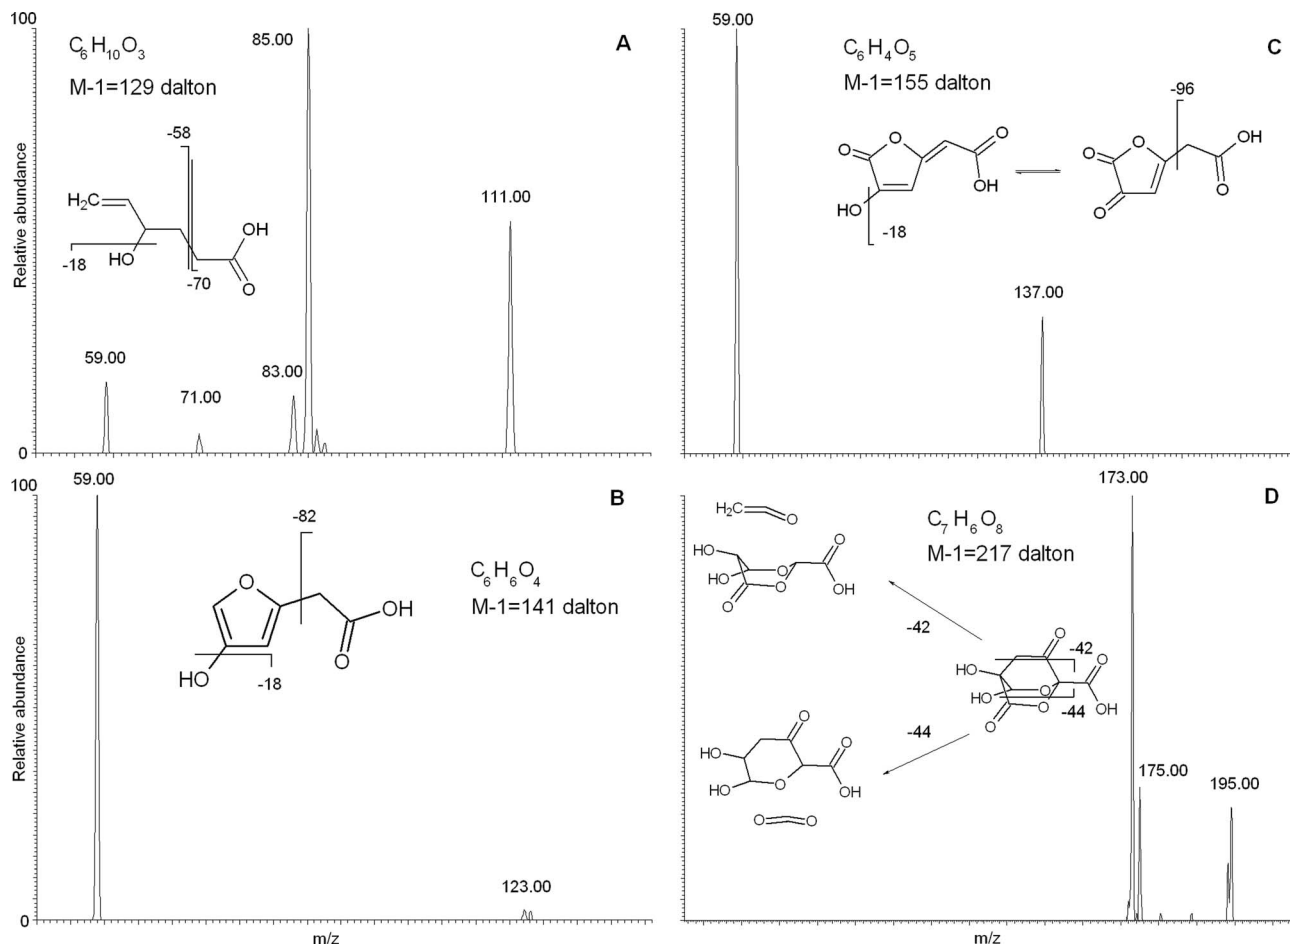 100
Relative abundance
0
A
C6H10O3
M-1=129 dalton
85.00
111.00
59.00
71.00
83.00
-58
H2C
HO
OH
O
-18
-70
C
59.00
C6H4O5
M-1=155 dalton
137.00
O
O
O
OH
HO
-18
-96
O
O
O
OH
O
100
Relative abundance
0
m/z
B
59.00
-82
C6H6O4
M-1=141 dalton
O
OH
O
HO
-18
123.00
D
173.00
C7H6O8
M-1=217 dalton
175.00
195.00
H2C
O
HO
HO
O
O
O
O
OH
-42
-44
O
-42
HO
HO
O
O
O
O
OH
-44
O
HO
HO
O
O
OH
O
O
m/z